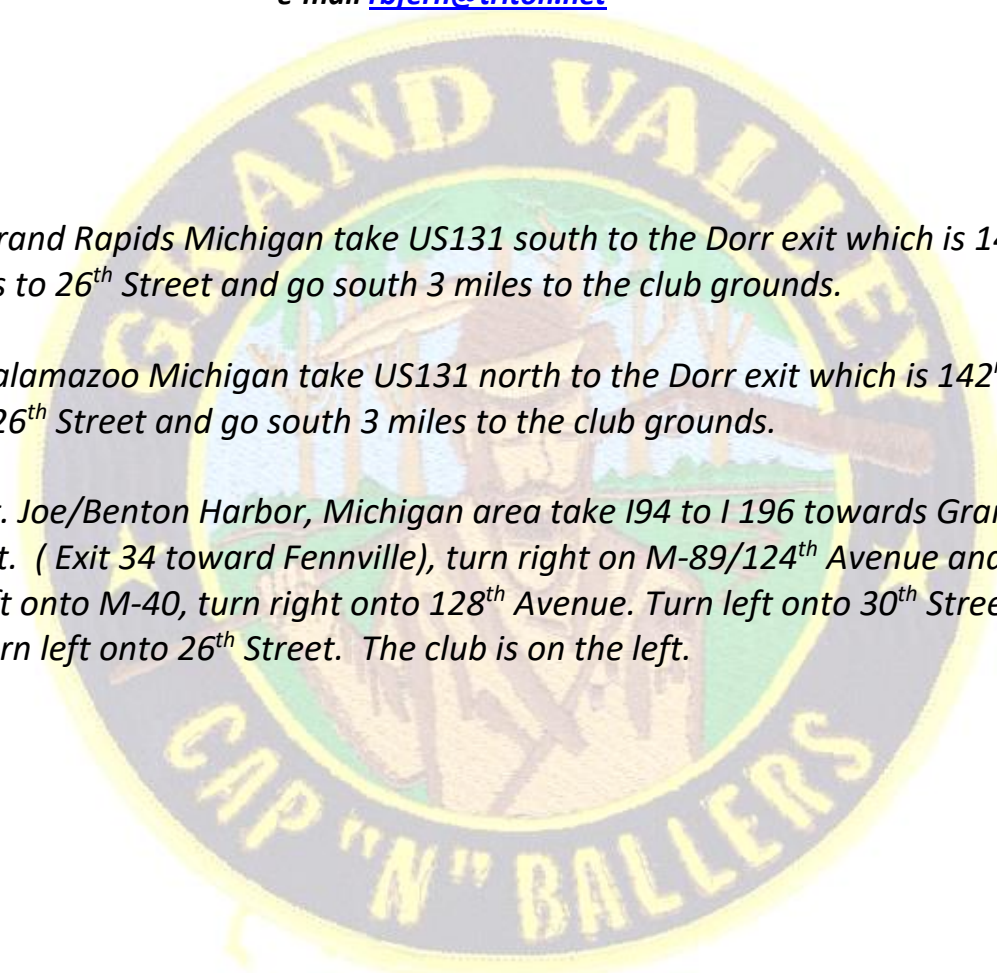 GRAND VALLEY
rand Rapids Michigan take US131 south to the Dorr exit which is 14
s to 26th Street and go south 3 miles to the club grounds.
alamazoo Michigan take US131 north to the Dorr exit which is 142
26th Street and go south 3 miles to the club grounds.
. Joe/Benton Harbor, Michigan area take I94 to I 196 towards Gran
t. ( Exit 34 toward Fennville), turn right on M-89/124th Avenue and
ft onto M-40, turn right onto 128th Avenue. Turn left onto 30th Stree
rn left onto 26th Street. The club is on the left.
CAP "N" BALLERS